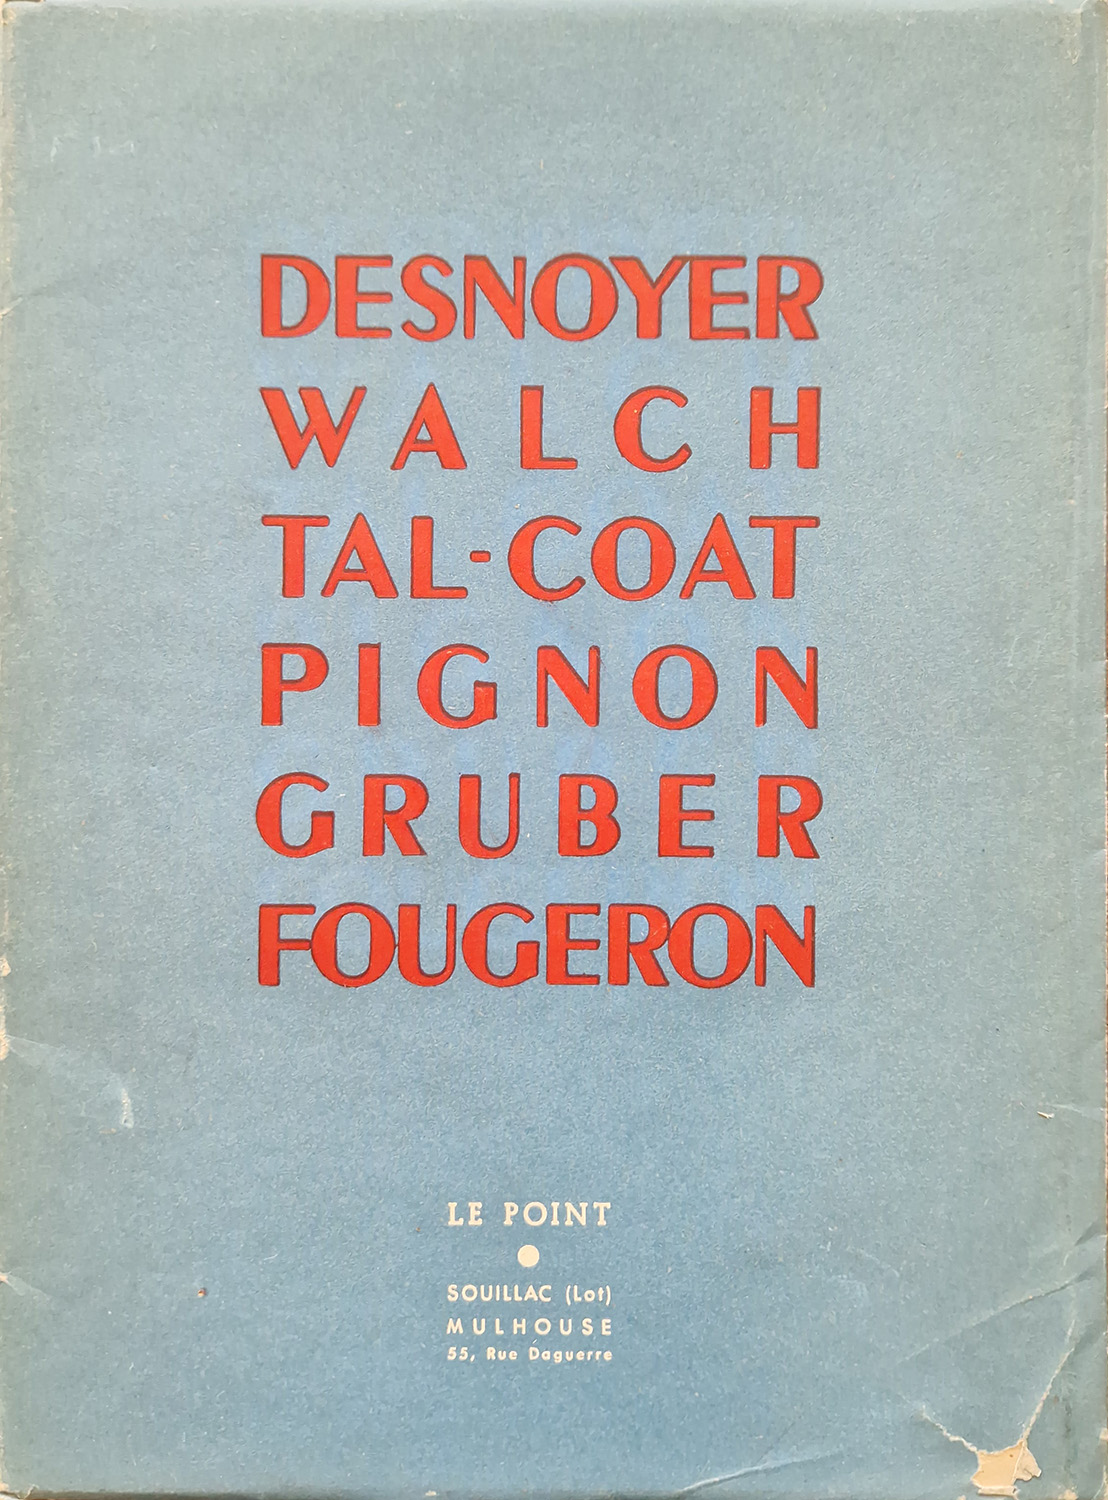 DESNOYER
WALCH
TAL-COAT
PIGNON
GRUBER
FOUGERON
LE POINT
SOUILLAC (Lot)
MULHOUSE
55, Rue Daguerre